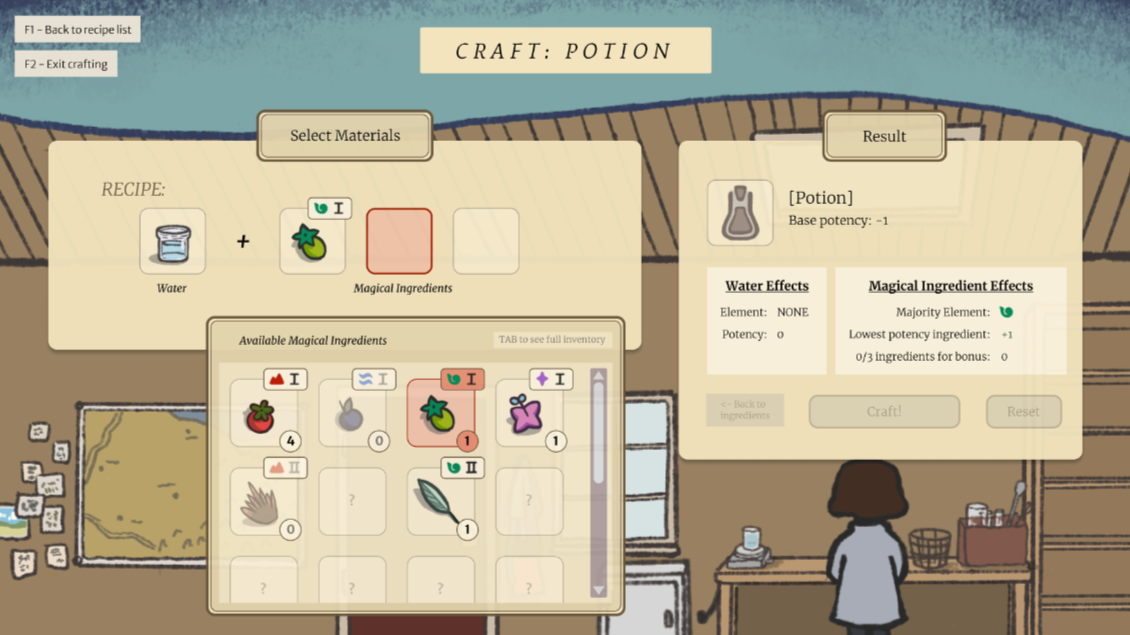 F1 - Back to recipe list
F2 - Exit crafting
CRAFT: POTION
Select Materials
RECIPE:
I
+
Water
Magical Ingredients
Available Magical Ingredients
TAB to see full inventory
I
I
I
I
4
0
1
1
II
II
?
?
0
1
?
?
?
?
Result
[Potion]
Base potency: -1
Water Effects
Element: NONE
Potency: 0
Magical Ingredient Effects
Majority Element:
Lowest potency ingredient: +1
0/3 ingredients for bonus: 0
<- Back to
ingredients
Craft!
Reset